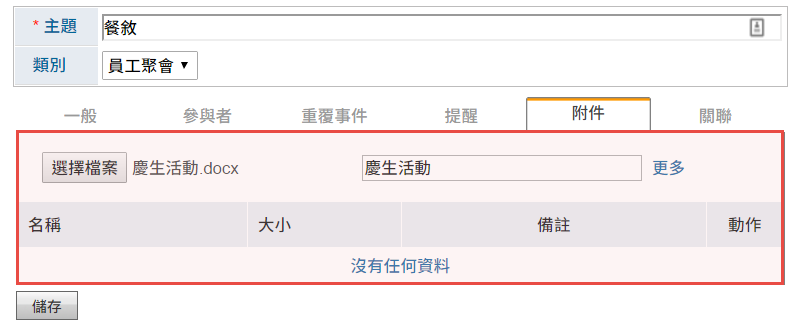 * 主題 餐敘
類別 員工聚會
一般 參與者 重覆事件 提醒 附件 關聯
選擇檔案 慶生活動.docx 慶生活動 更多
名稱 大小 備註 動作
沒有任何資料
儲存